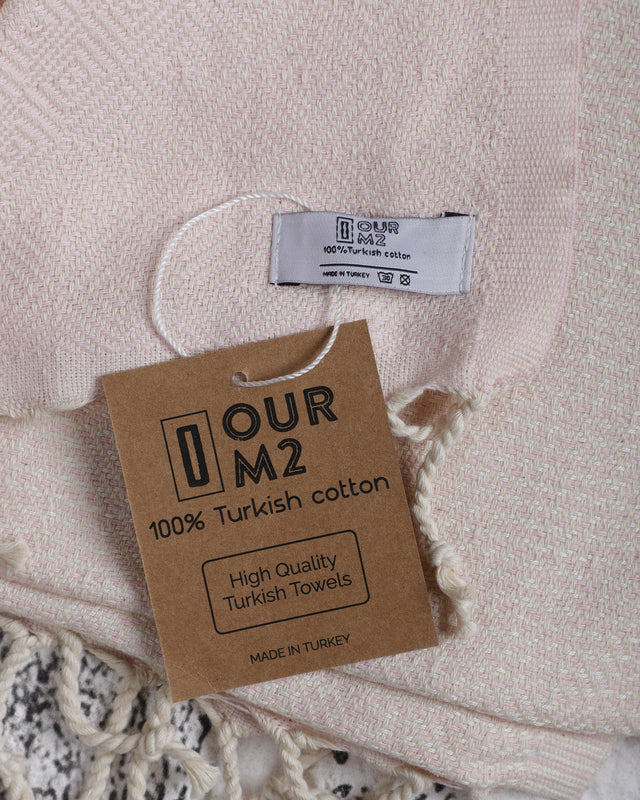 OUR
M2
100%Turkish cotton
MADE IN TURKEY 30
OUR
M2
100% Turkish cotton
High Quality
Turkish Towels
MADE IN TURKEY